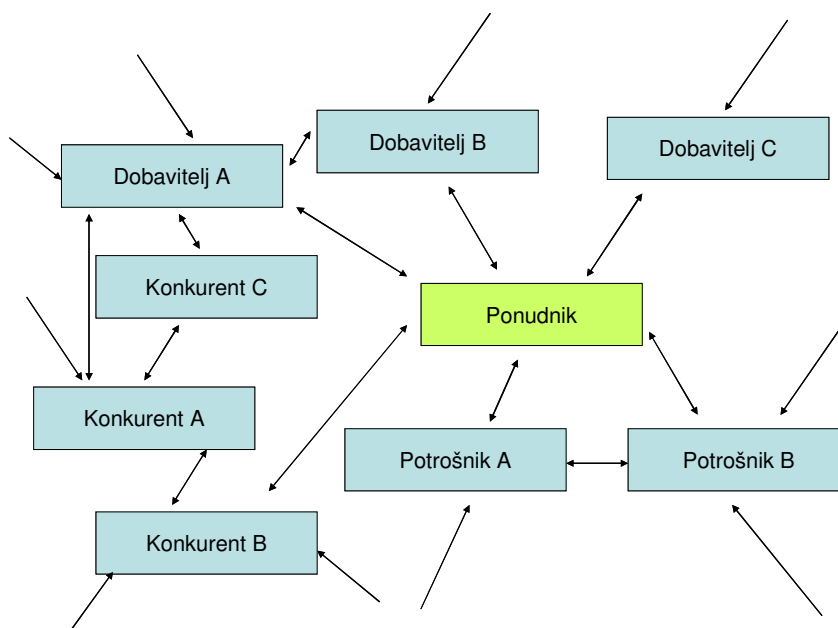 Dobavitelj B
Dobavitelj C
Dobavitelj A
Konkurent C
Ponudnik
Konkurent A
Potrošnik A
Potrošnik B
Konkurent B